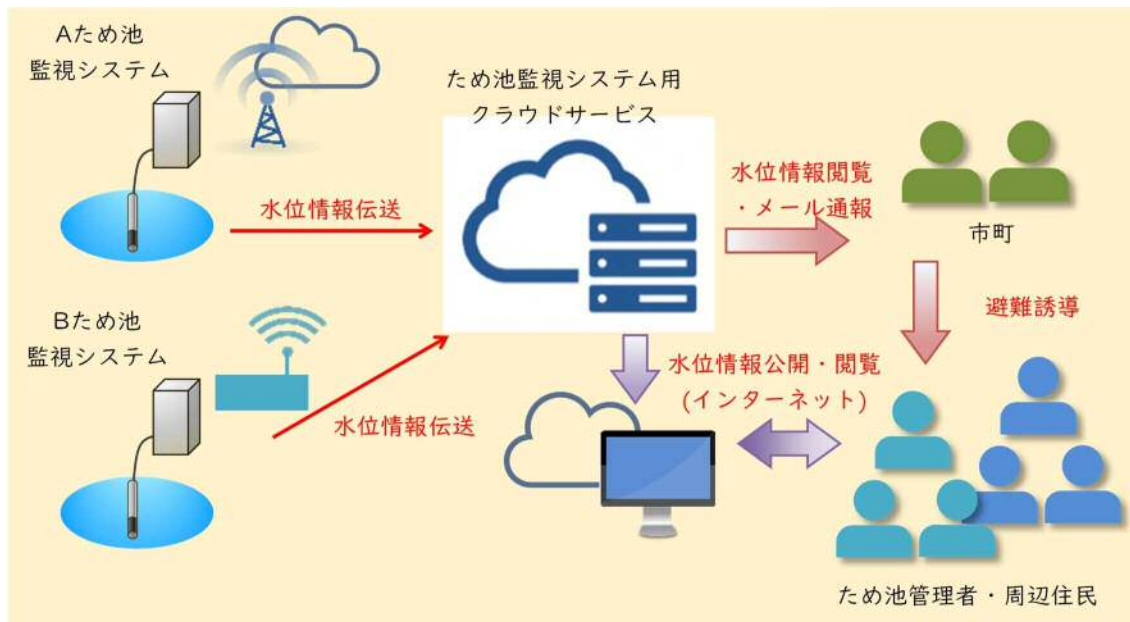 Aため池
監視システム
ため池監視システム用
クラウドサービス
水位情報伝送
水位情報閲覧
・メール通報
市町
Bため池
監視システム
水位情報伝送
避難誘導
水位情報公開・閲覧
(インターネット)
ため池管理者・周辺住民